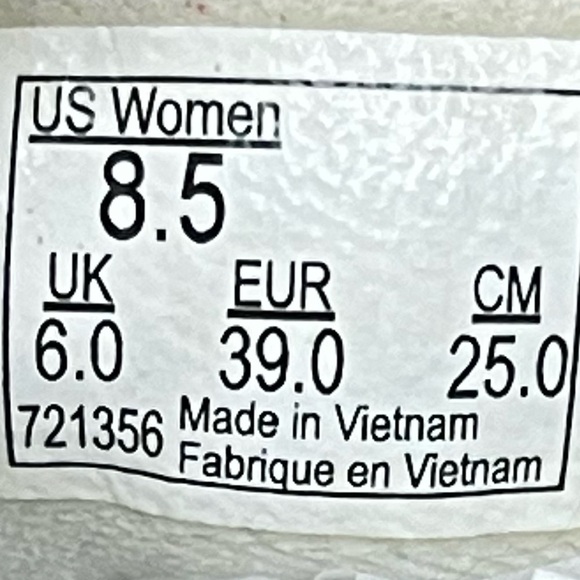 US Women
8.5
UK EUR CM
6.0 39.0 25.0
721356 Made in Vietnam
Fabrique en Vietnam